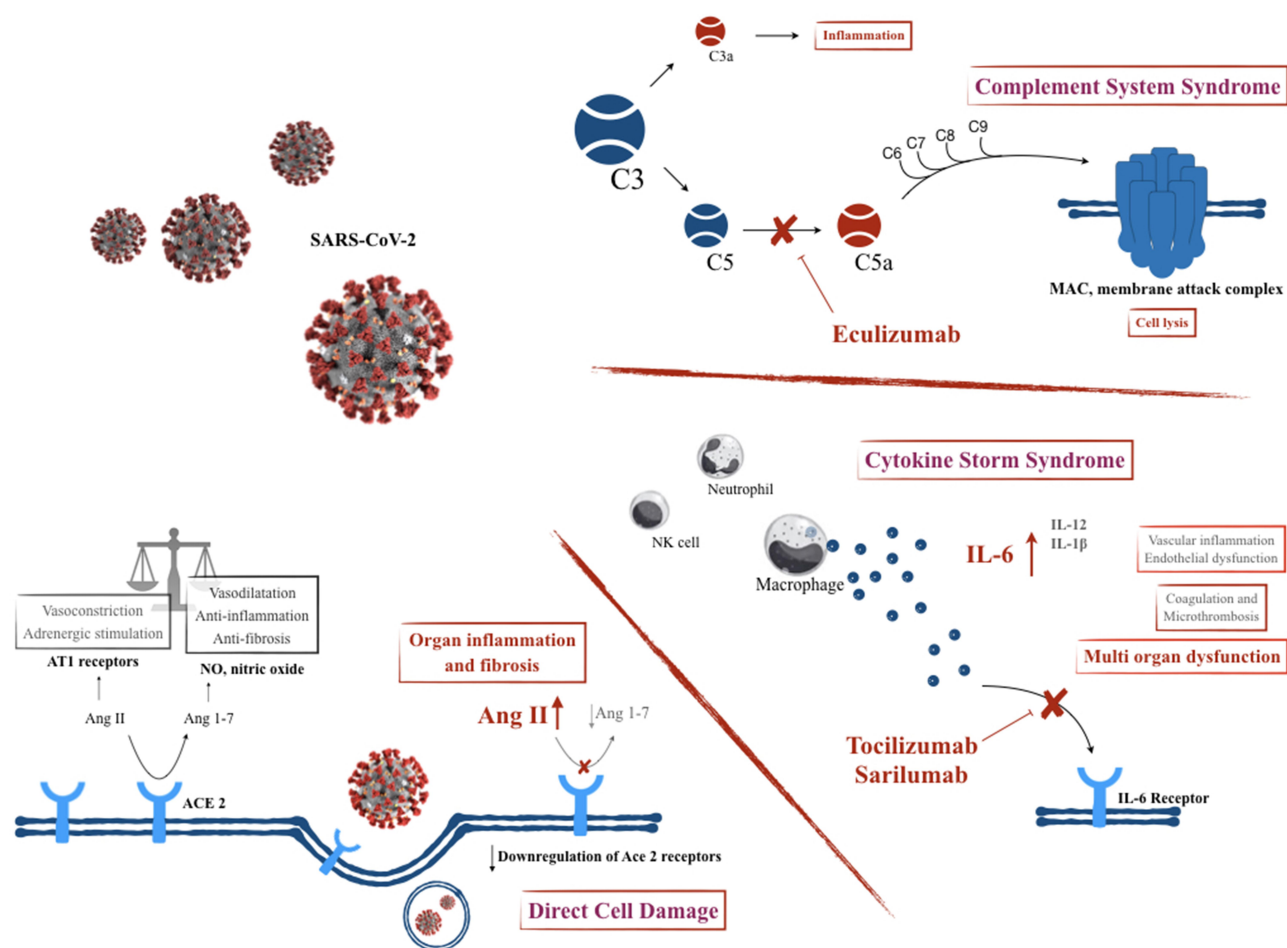 C3a
Inflammation
Complement System Syndrome
C3
C6
C7
C8
C9
C5
C5a
MAC, membrane attack complex
Cell lysis
Eculizumab
SARS-CoV-2
Cytokine Storm Syndrome
Neutrophil
NK cell
Macrophage
IL-6
IL-12
IL-1β
Vascular inflammation
Endothelial dysfunction
Coagulation and
Microthrombosis
Multi organ dysfunction
Tocilizumab
Sarilumab
IL-6 Receptor
Vasoconstriction
Adrenergic stimulation
AT1 receptors
Vasodilatation
Anti-inflammation
Anti-fibrosis
NO, nitric oxide
Ang II
Ang 1-7
ACE 2
Organ inflammation
and fibrosis
Ang II
Ang 1-7
Downregulation of Ace 2 receptors
Direct Cell Damage